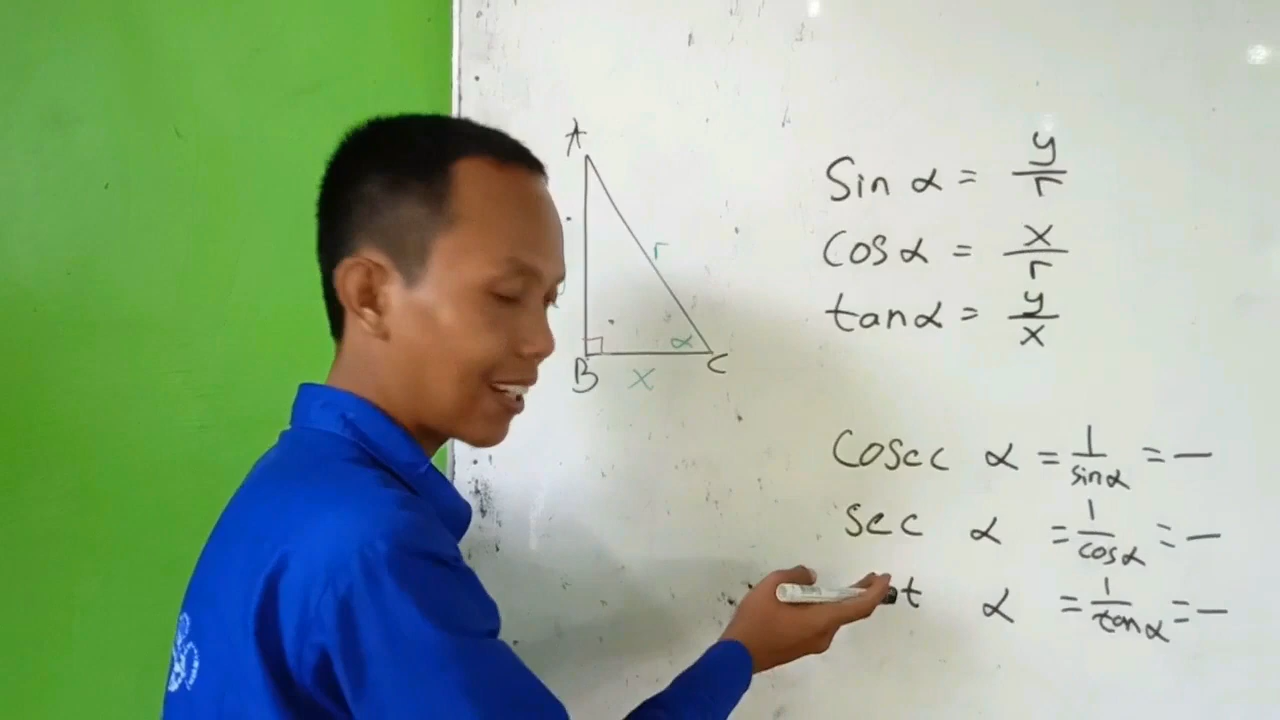 A
r
α
B x C
Sin α = y/r
Cos α = x/r
tan α = y/x
Cosec α = 1/sin α = —
sec α = 1/cos α = —
t α = 1/tan α = —